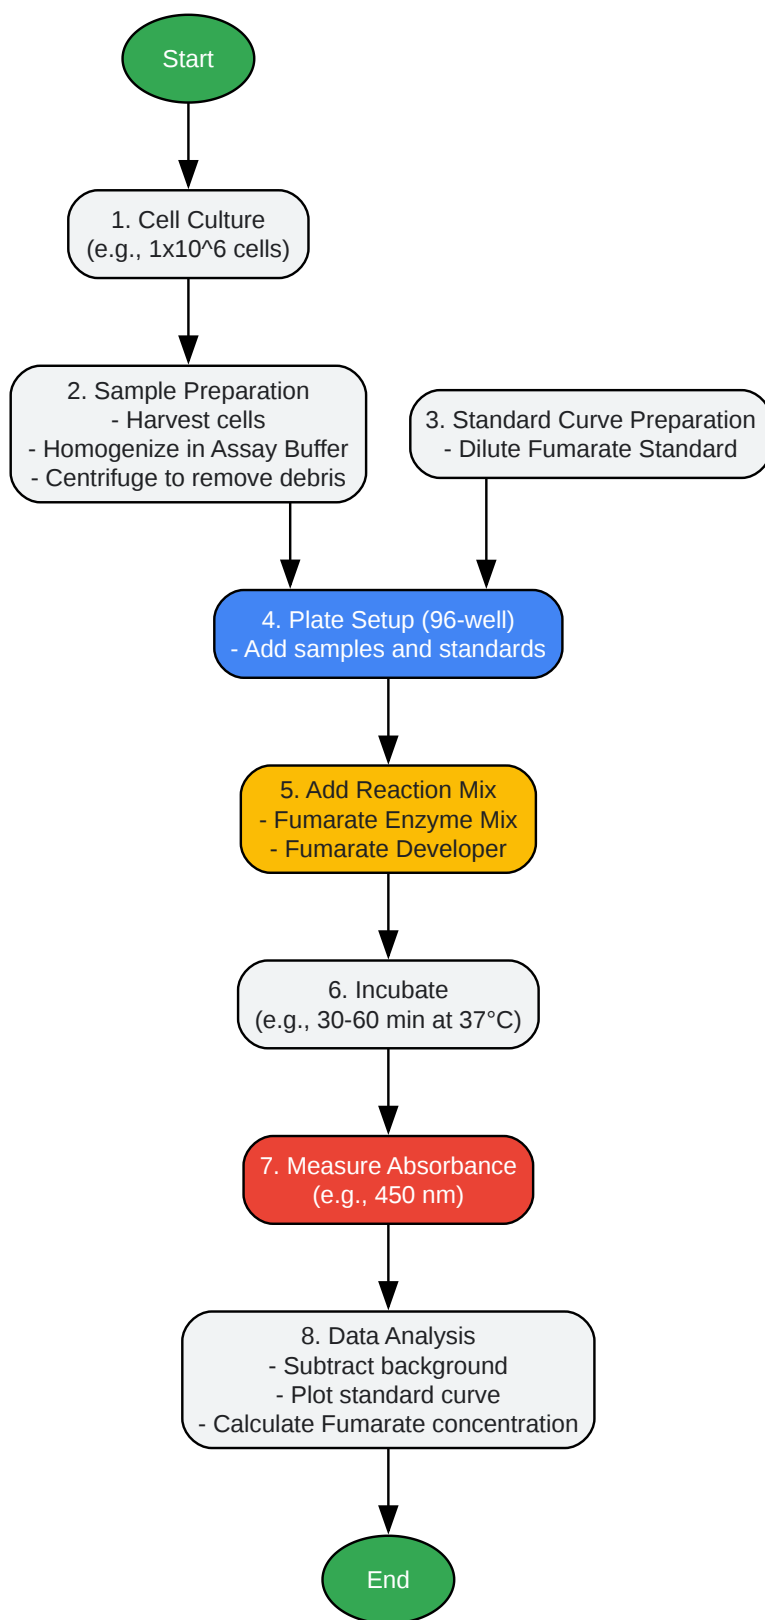 Start
1. Cell Culture
(e.g., 1x10^6 cells)
2. Sample Preparation
- Harvest cells
- Homogenize in Assay Buffer
- Centrifuge to remove debris
3. Standard Curve Preparation
- Dilute Fumarate Standard
4. Plate Setup (96-well)
- Add samples and standards
5. Add Reaction Mix
- Fumarate Enzyme Mix
- Fumarate Developer
6. Incubate
(e.g., 30-60 min at 37°C)
7. Measure Absorbance
(e.g., 450 nm)
8. Data Analysis
- Subtract background
- Plot standard curve
- Calculate Fumarate concentration
End